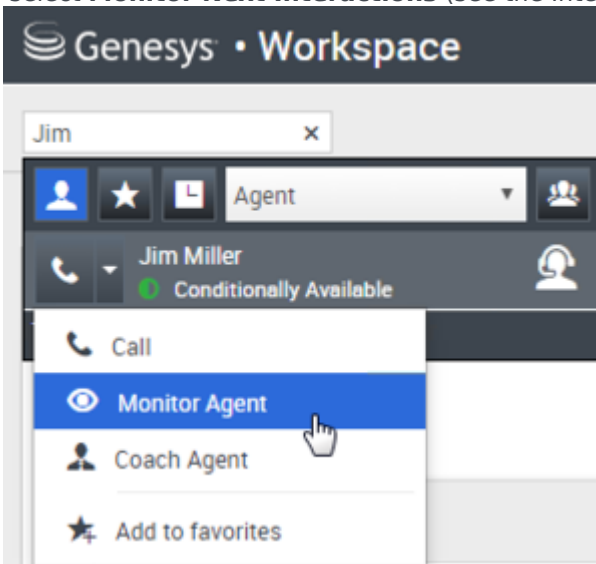 Genesys • Workspace
Jim ×
Agent
Jim Miller
Conditionally Available
Call
Monitor Agent
Coach Agent
Add to favorites